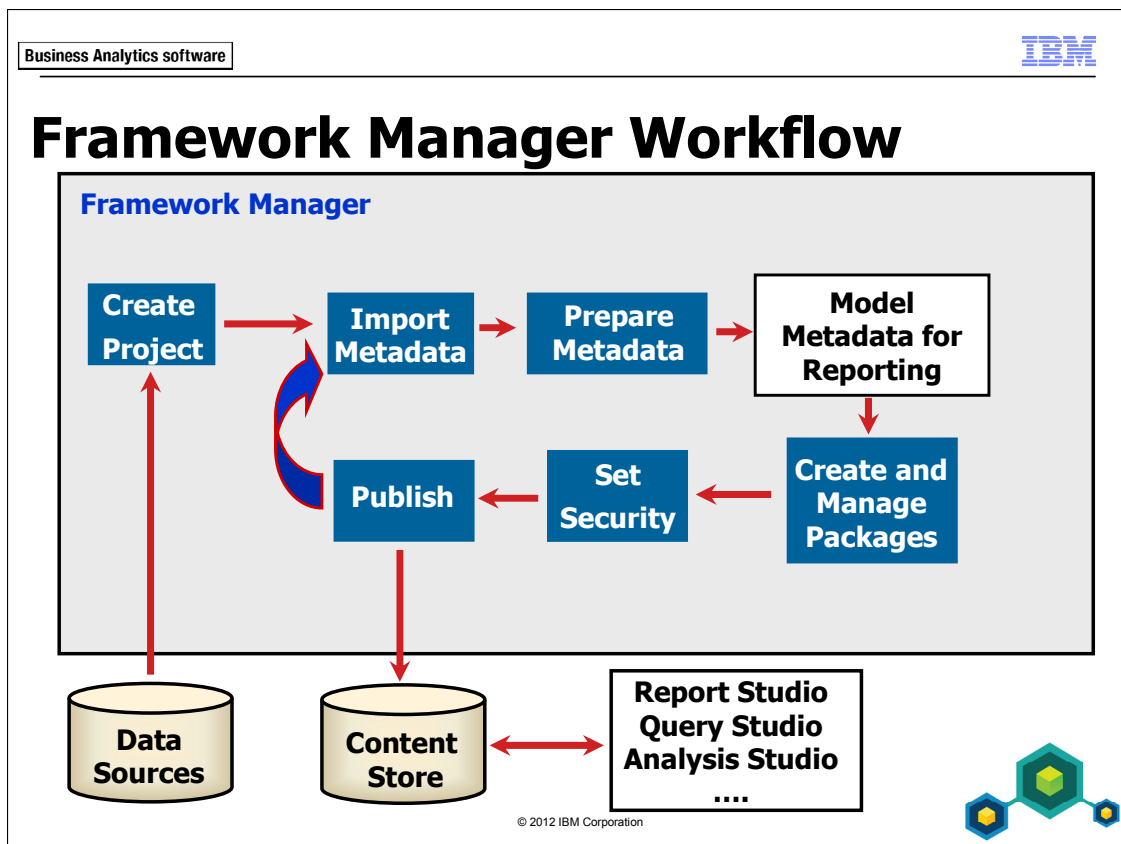 Business Analytics software
IBM
Framework Manager Workflow
Framework Manager
Create
Project
Import
Metadata
Prepare
Metadata
Model
Metadata for
Reporting
Publish
Set
Security
Create and
Manage
Packages
Data
Sources
Content
Store
Report Studio
Query Studio
Analysis Studio
....
© 2012 IBM Corporation